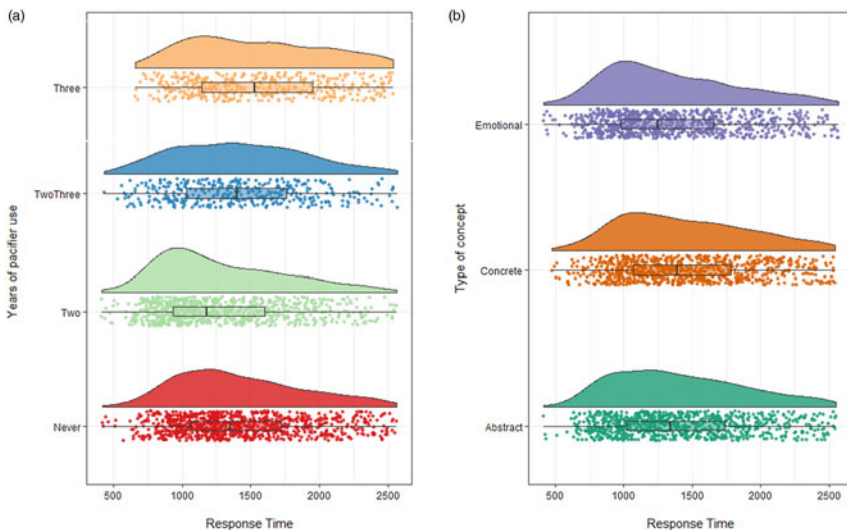 (a)
Years of pacifier use
Three
TwoThree
Two
Never
500 1000 1500 2000 2500
Response Time
(b)
Type of concept
Emotional
Concrete
Abstract
500 1000 1500 2000 2500
Response Time